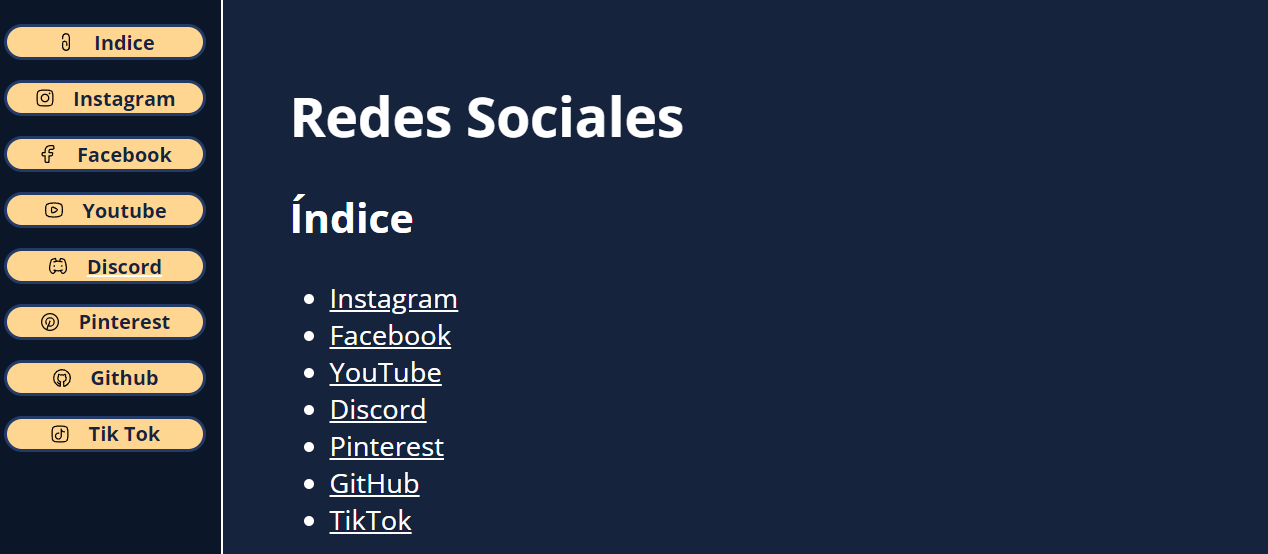 Indice
Instagram
Facebook
Youtube
Discord
Pinterest
Github
Tik Tok
Redes Sociales
Índice
Instagram
Facebook
YouTube
Discord
Pinterest
GitHub
TikTok